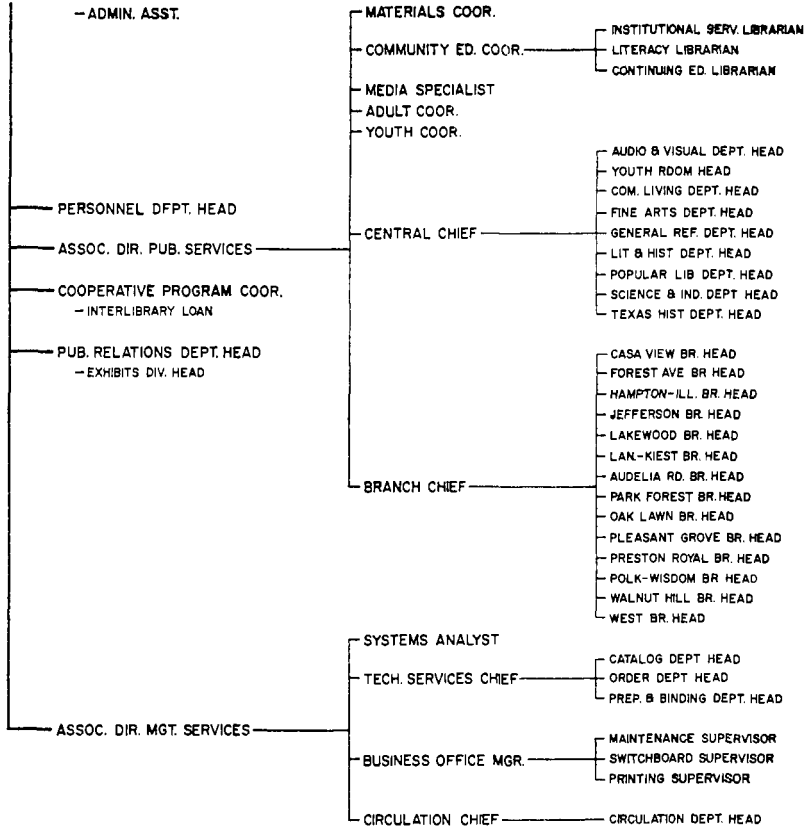 – ADMIN. ASST.
PERSONNEL DFPT. HEAD
ASSOC. DIR. PUB. SERVICES
COOPERATIVE PROGRAM COOR.
– INTERLIBRARY LOAN
PUB. RELATIONS DEPT. HEAD
– EXHIBITS DIV. HEAD
ASSOC. DIR. MGT. SERVICES
MATERIALS COOR.
COMMUNITY ED. COOR.
MEDIA SPECIALIST
ADULT COOR.
YOUTH COOR.
CENTRAL CHIEF
BRANCH CHIEF
SYSTEMS ANALYST
TECH. SERVICES CHIEF
BUSINESS OFFICE MGR.
CIRCULATION CHIEF
INSTITUTIONAL SERV. LIBRARIAN
LITERACY LIBRARIAN
CONTINUING ED. LIBRARIAN
AUDIO & VISUAL DEPT. HEAD
YOUTH ROOM HEAD
COM. LIVING DEPT. HEAD
FINE ARTS DEPT. HEAD
GENERAL REF. DEPT. HEAD
LIT & HIST DEPT. HEAD
POPULAR LIB DEPT. HEAD
SCIENCE & IND. DEPT HEAD
TEXAS HIST DEPT. HEAD
CASA VIEW BR. HEAD
FOREST AVE BR HEAD
HAMPTON-ILL. BR. HEAD
JEFFERSON BR. HEAD
LAKEWOOD BR. HEAD
LAN.-KIEST BR. HEAD
AUDELIA RD. BR. HEAD
PARK FOREST BR. HEAD
OAK LAWN BR. HEAD
PLEASANT GROVE BR. HEAD
PRESTON ROYAL BR. HEAD
POLK-WISDOM BR HEAD
WALNUT HILL BR. HEAD
WEST BR. HEAD
CATALOG DEPT HEAD
ORDER DEPT HEAD
PREP. & BINDING DEPT. HEAD
MAINTENANCE SUPERVISOR
SWITCHBOARD SUPERVISOR
PRINTING SUPERVISOR
CIRCULATION DEPT. HEAD